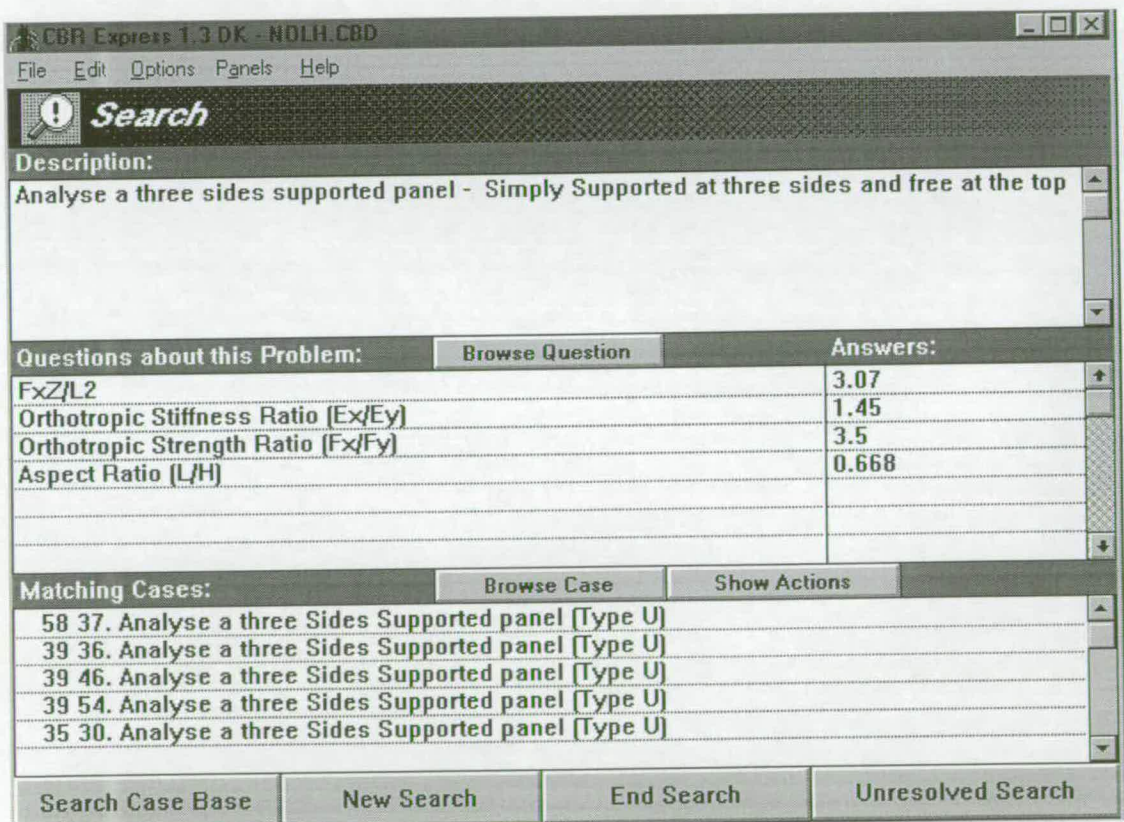 CBR Express 1.3 DK - NOLH.CBD
File Edit Options Panels Help
Search
Description:
Analyse a three sides supported panel - Simply Supported at three sides and free at the top
Questions about this Problem: Browse Question Answers:
FxZ/L2 3.07
Orthotropic Stiffness Ratio (Ex/Ey) 1.45
Orthotropic Strength Ratio (Fx/Fy) 3.5
Aspect Ratio (L/H) 0.668
Matching Cases: Browse Case Show Actions
58 37. Analyse a three Sides Supported panel (Type U)
39 36. Analyse a three Sides Supported panel (Type U)
39 46. Analyse a three Sides Supported panel (Type U)
39 54. Analyse a three Sides Supported panel (Type U)
35 30. Analyse a three Sides Supported panel (Type U)
Search Case Base New Search End Search Unresolved Search